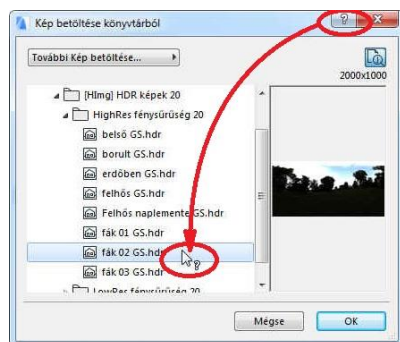 Kép betöltése könyvtárból
További Kép betöltése...
2000x1000
[HImg] HDR képek 20
HighRes fénysűrűség 20
belső GS.hdr
borult GS.hdr
erdőben GS.hdr
felhős GS.hdr
Felhős naplemente GS.hdr
fák 01 GS.hdr
fák 02 GS.hdr
fák 03 GS.hdr
LowRes fénysűrűség 20
Mégse
OK